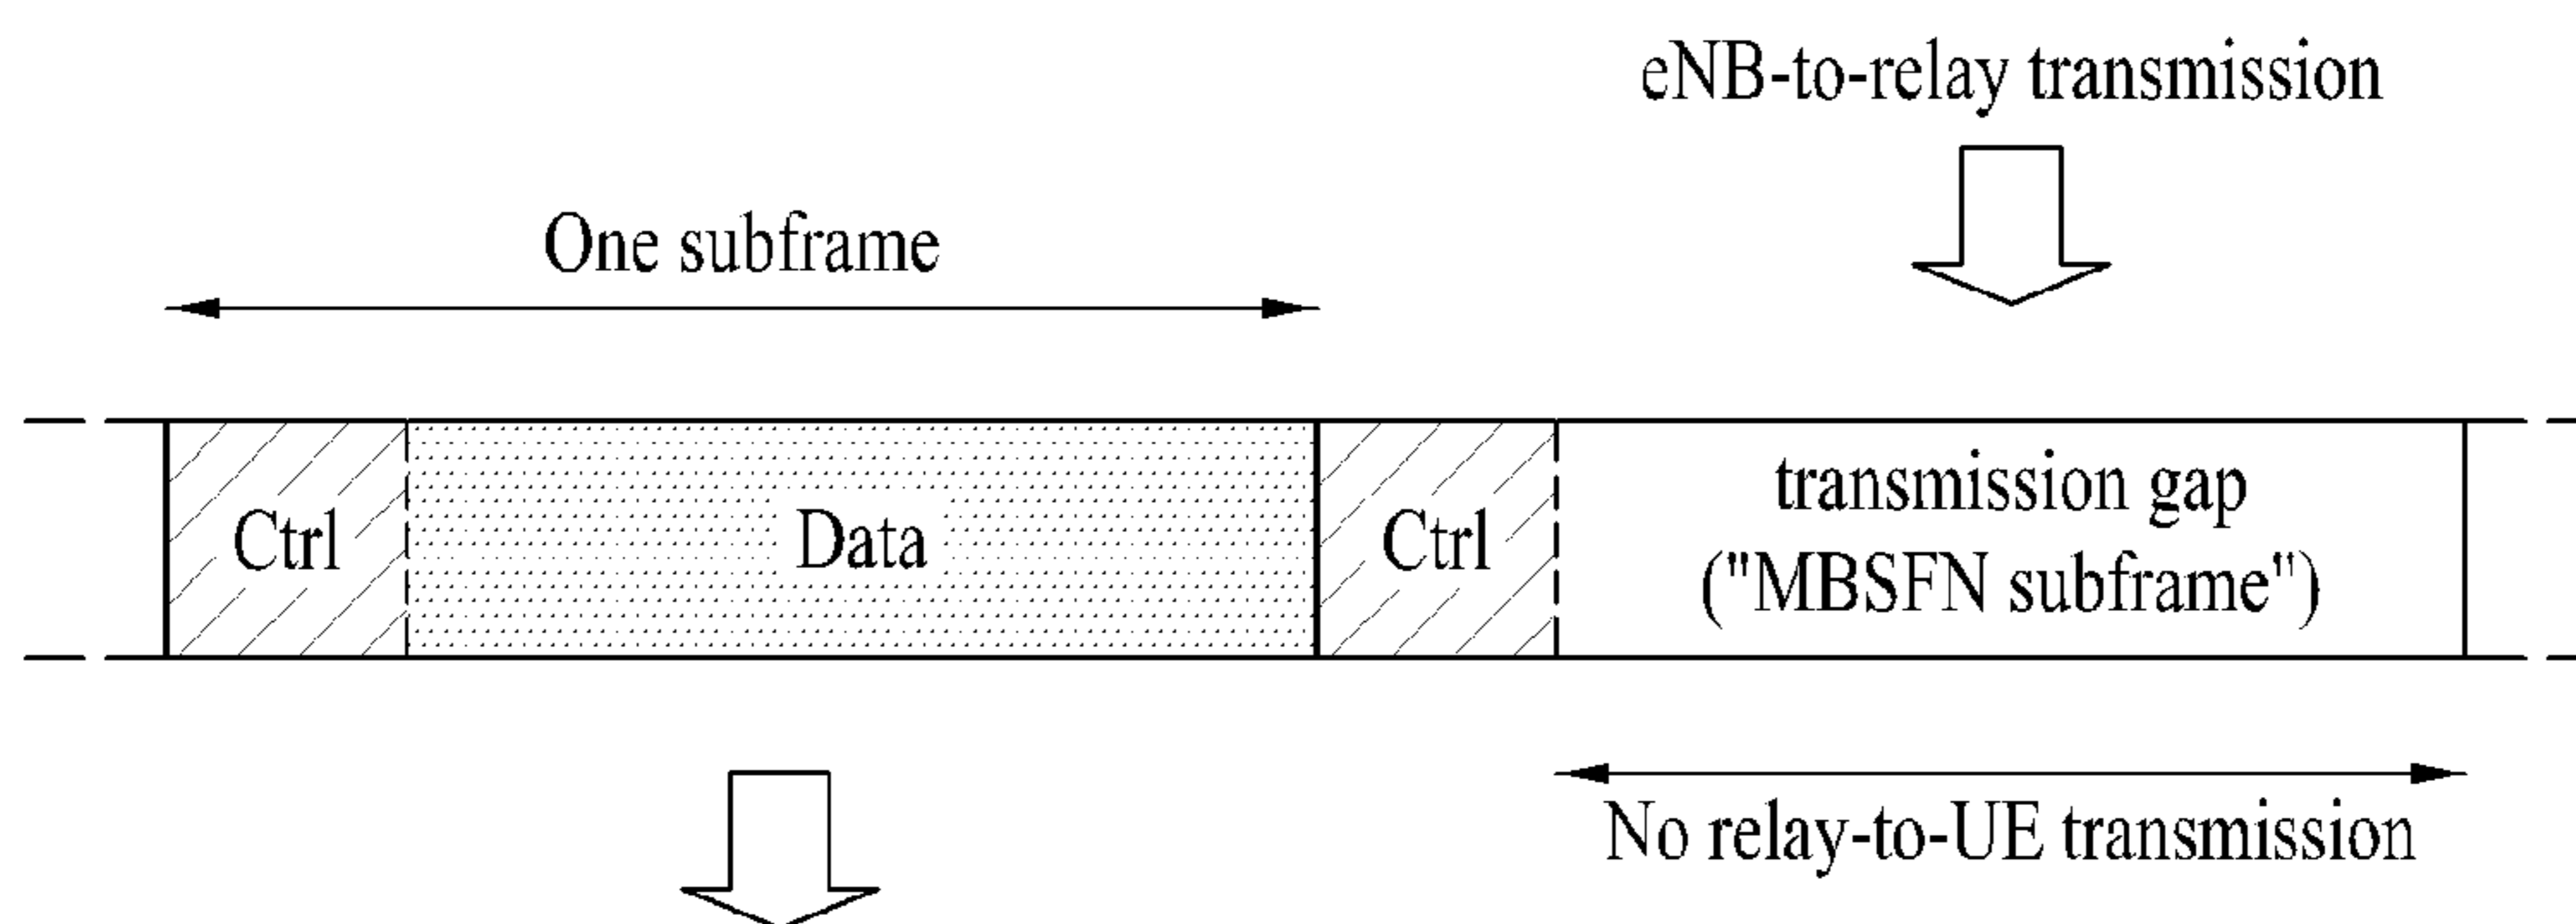 eNB-to-relay transmission
One subframe
Ctrl
Data
Ctrl
transmission gap
("MBSFN subframe")
No relay-to-UE transmission